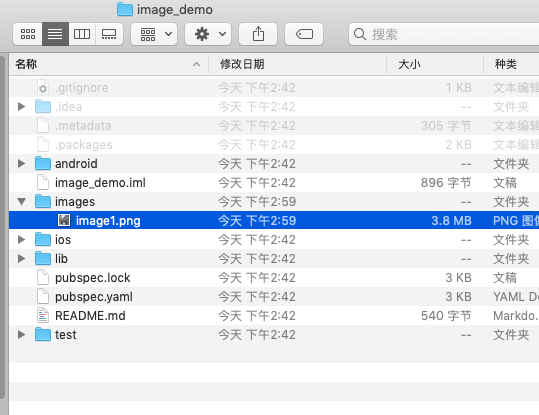 image_demo
搜索
名称 修改日期 大小 种类
.gitignore 今天 下午2:42 1 KB 文本编辑
.idea 今天 下午2:42 -- 文件夹
.metadata 今天 下午2:42 305 字节 文本编辑
.packages 今天 下午2:42 2 KB 文本编辑
android 今天 下午2:42 -- 文件夹
image_demo.iml 今天 下午2:42 896 字节 文稿
images 今天 下午2:59 -- 文件夹
image1.png 今天 下午2:59 3.8 MB PNG 图像
ios 今天 下午2:42 -- 文件夹
lib 今天 下午2:42 -- 文件夹
pubspec.lock 今天 下午2:42 3 KB 文稿
pubspec.yaml 今天 下午2:42 3 KB YAML Do
README.md 今天 下午2:42 540 字节 Markdo.
test 今天 下午2:42 -- 文件夹